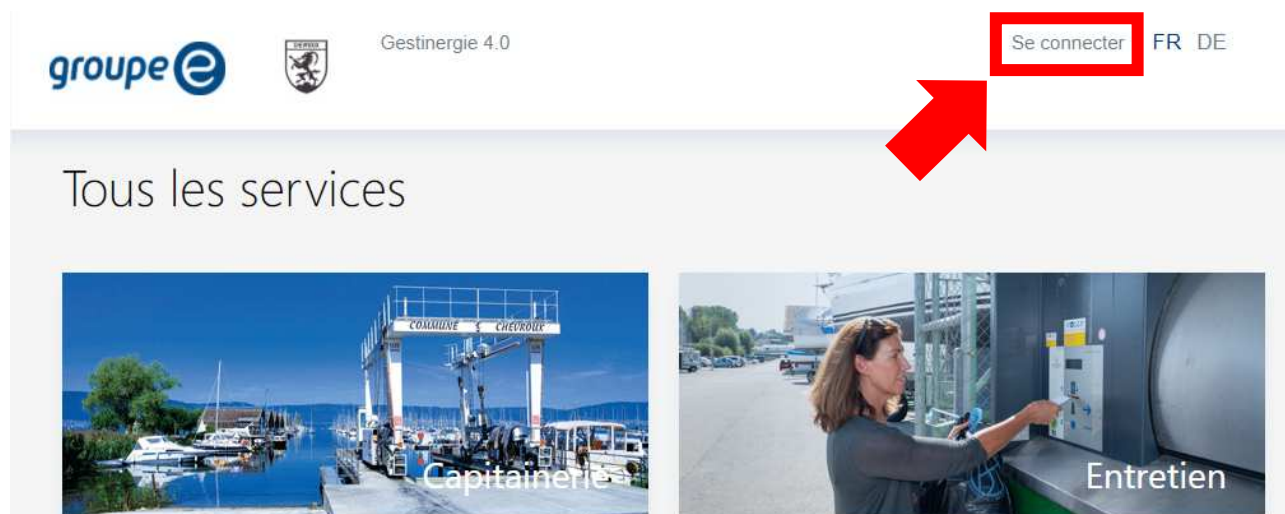 groupe e
Gestinergie 4.0
Se connecter
FR DE
Tous les services
COMMUNE CHEVROUX
Capitainerie
Entretien